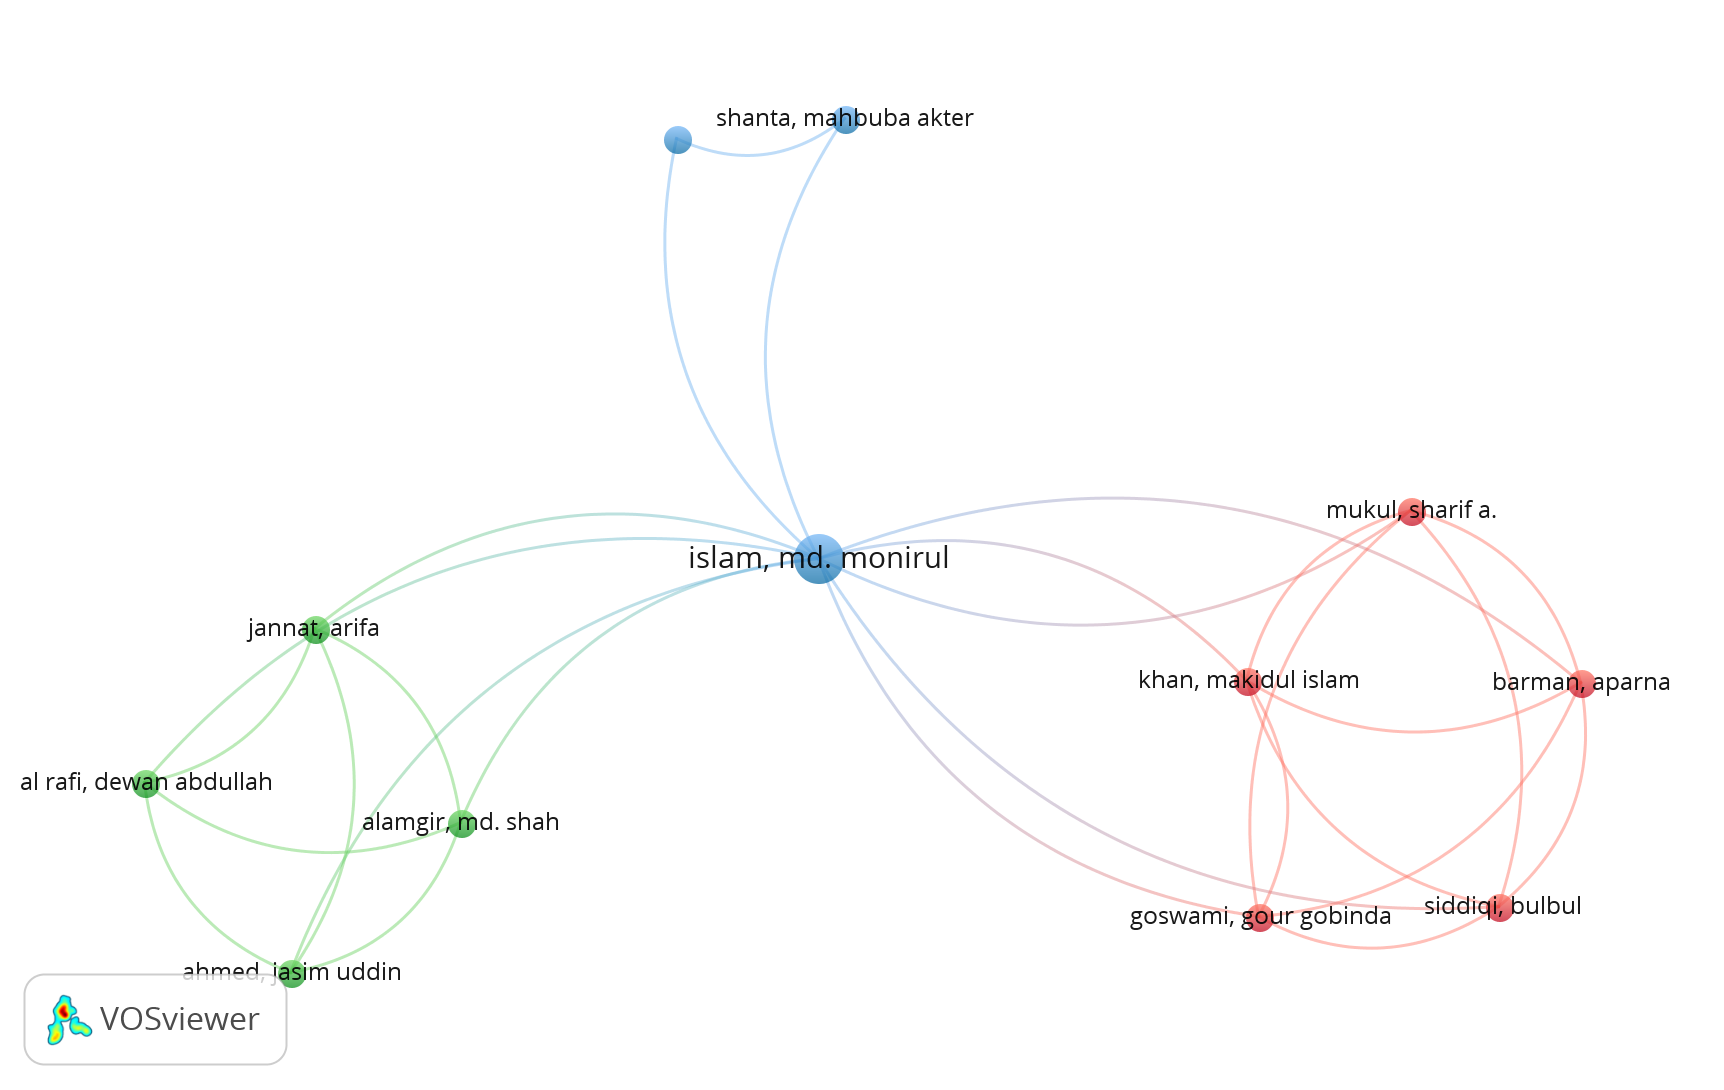 shanta, mahbuba akter
mukul, sharif a.
islam, md. monirul
jannat, arifa
khan, makidul islam
barman, aparna
al rafi, dewan abdullah
alamgir, md. shah
siddiqi, bulbul
goswami, gour gobinda
ahmed, jasim uddin
VOSviewer